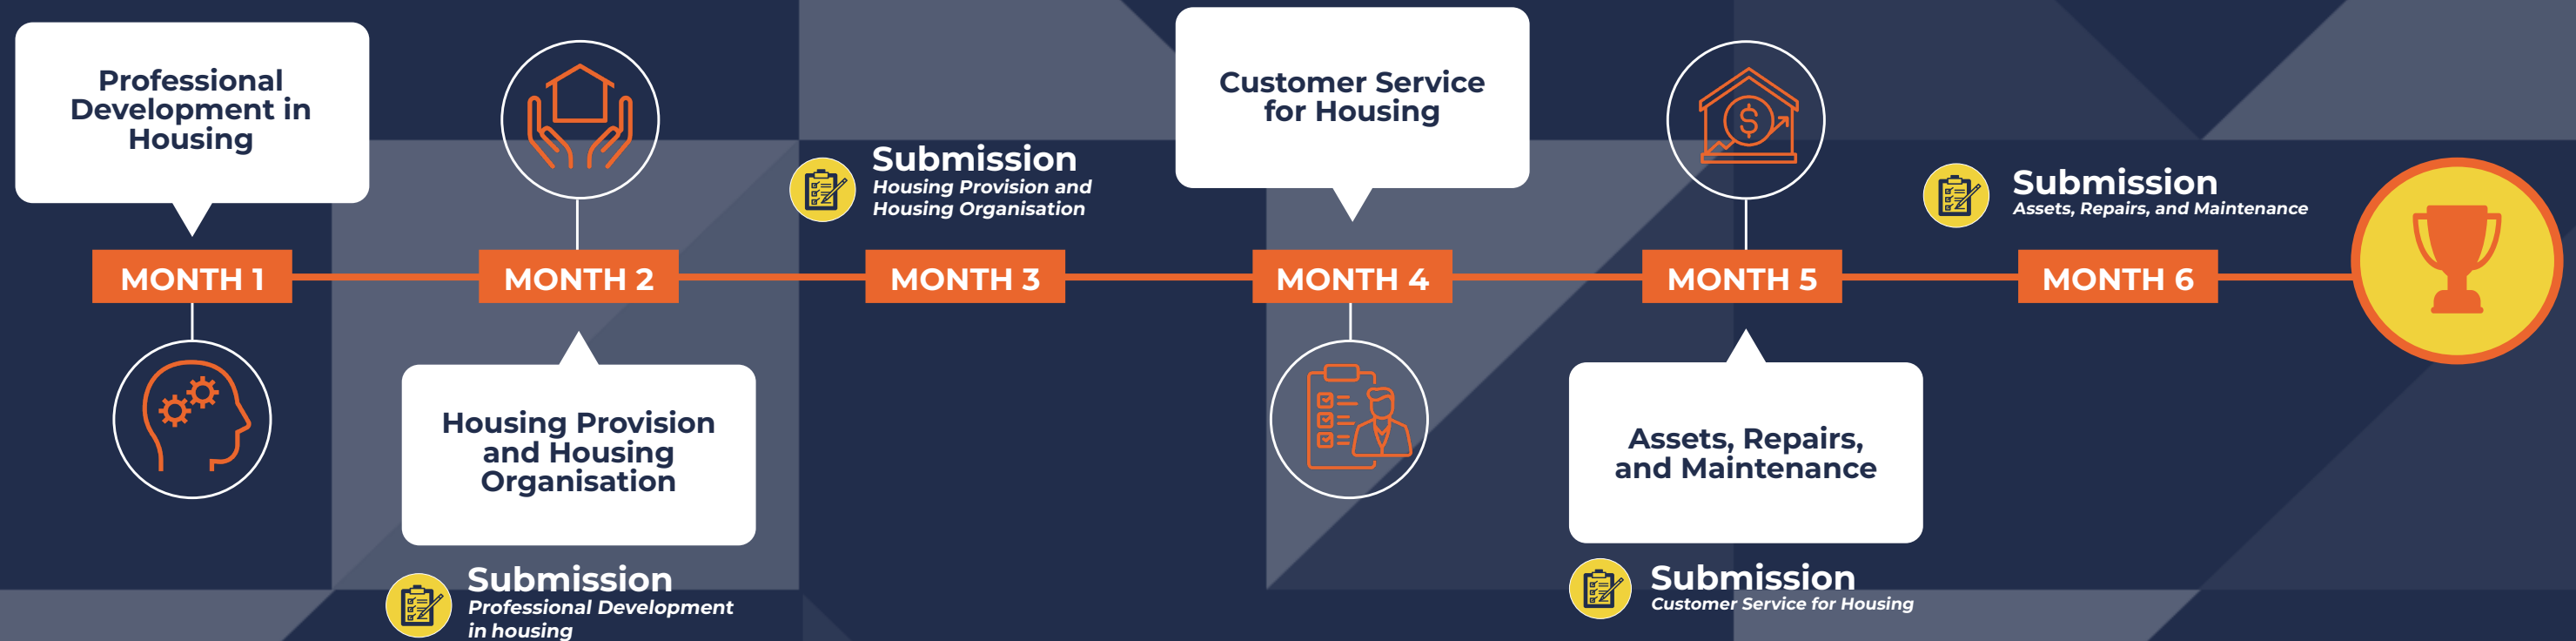 Professional
Development in
Housing
MONTH 1
MONTH 2
Housing Provision
and Housing
Organisation
Submission
Professional Development
in housing
Submission
Housing Provision and
Housing Organisation
MONTH 3
Customer Service
for Housing
MONTH 4
$
MONTH 5
Assets, Repairs,
and Maintenance
Submission
Customer Service for Housing
Submission
Assets, Repairs, and Maintenance
MONTH 6